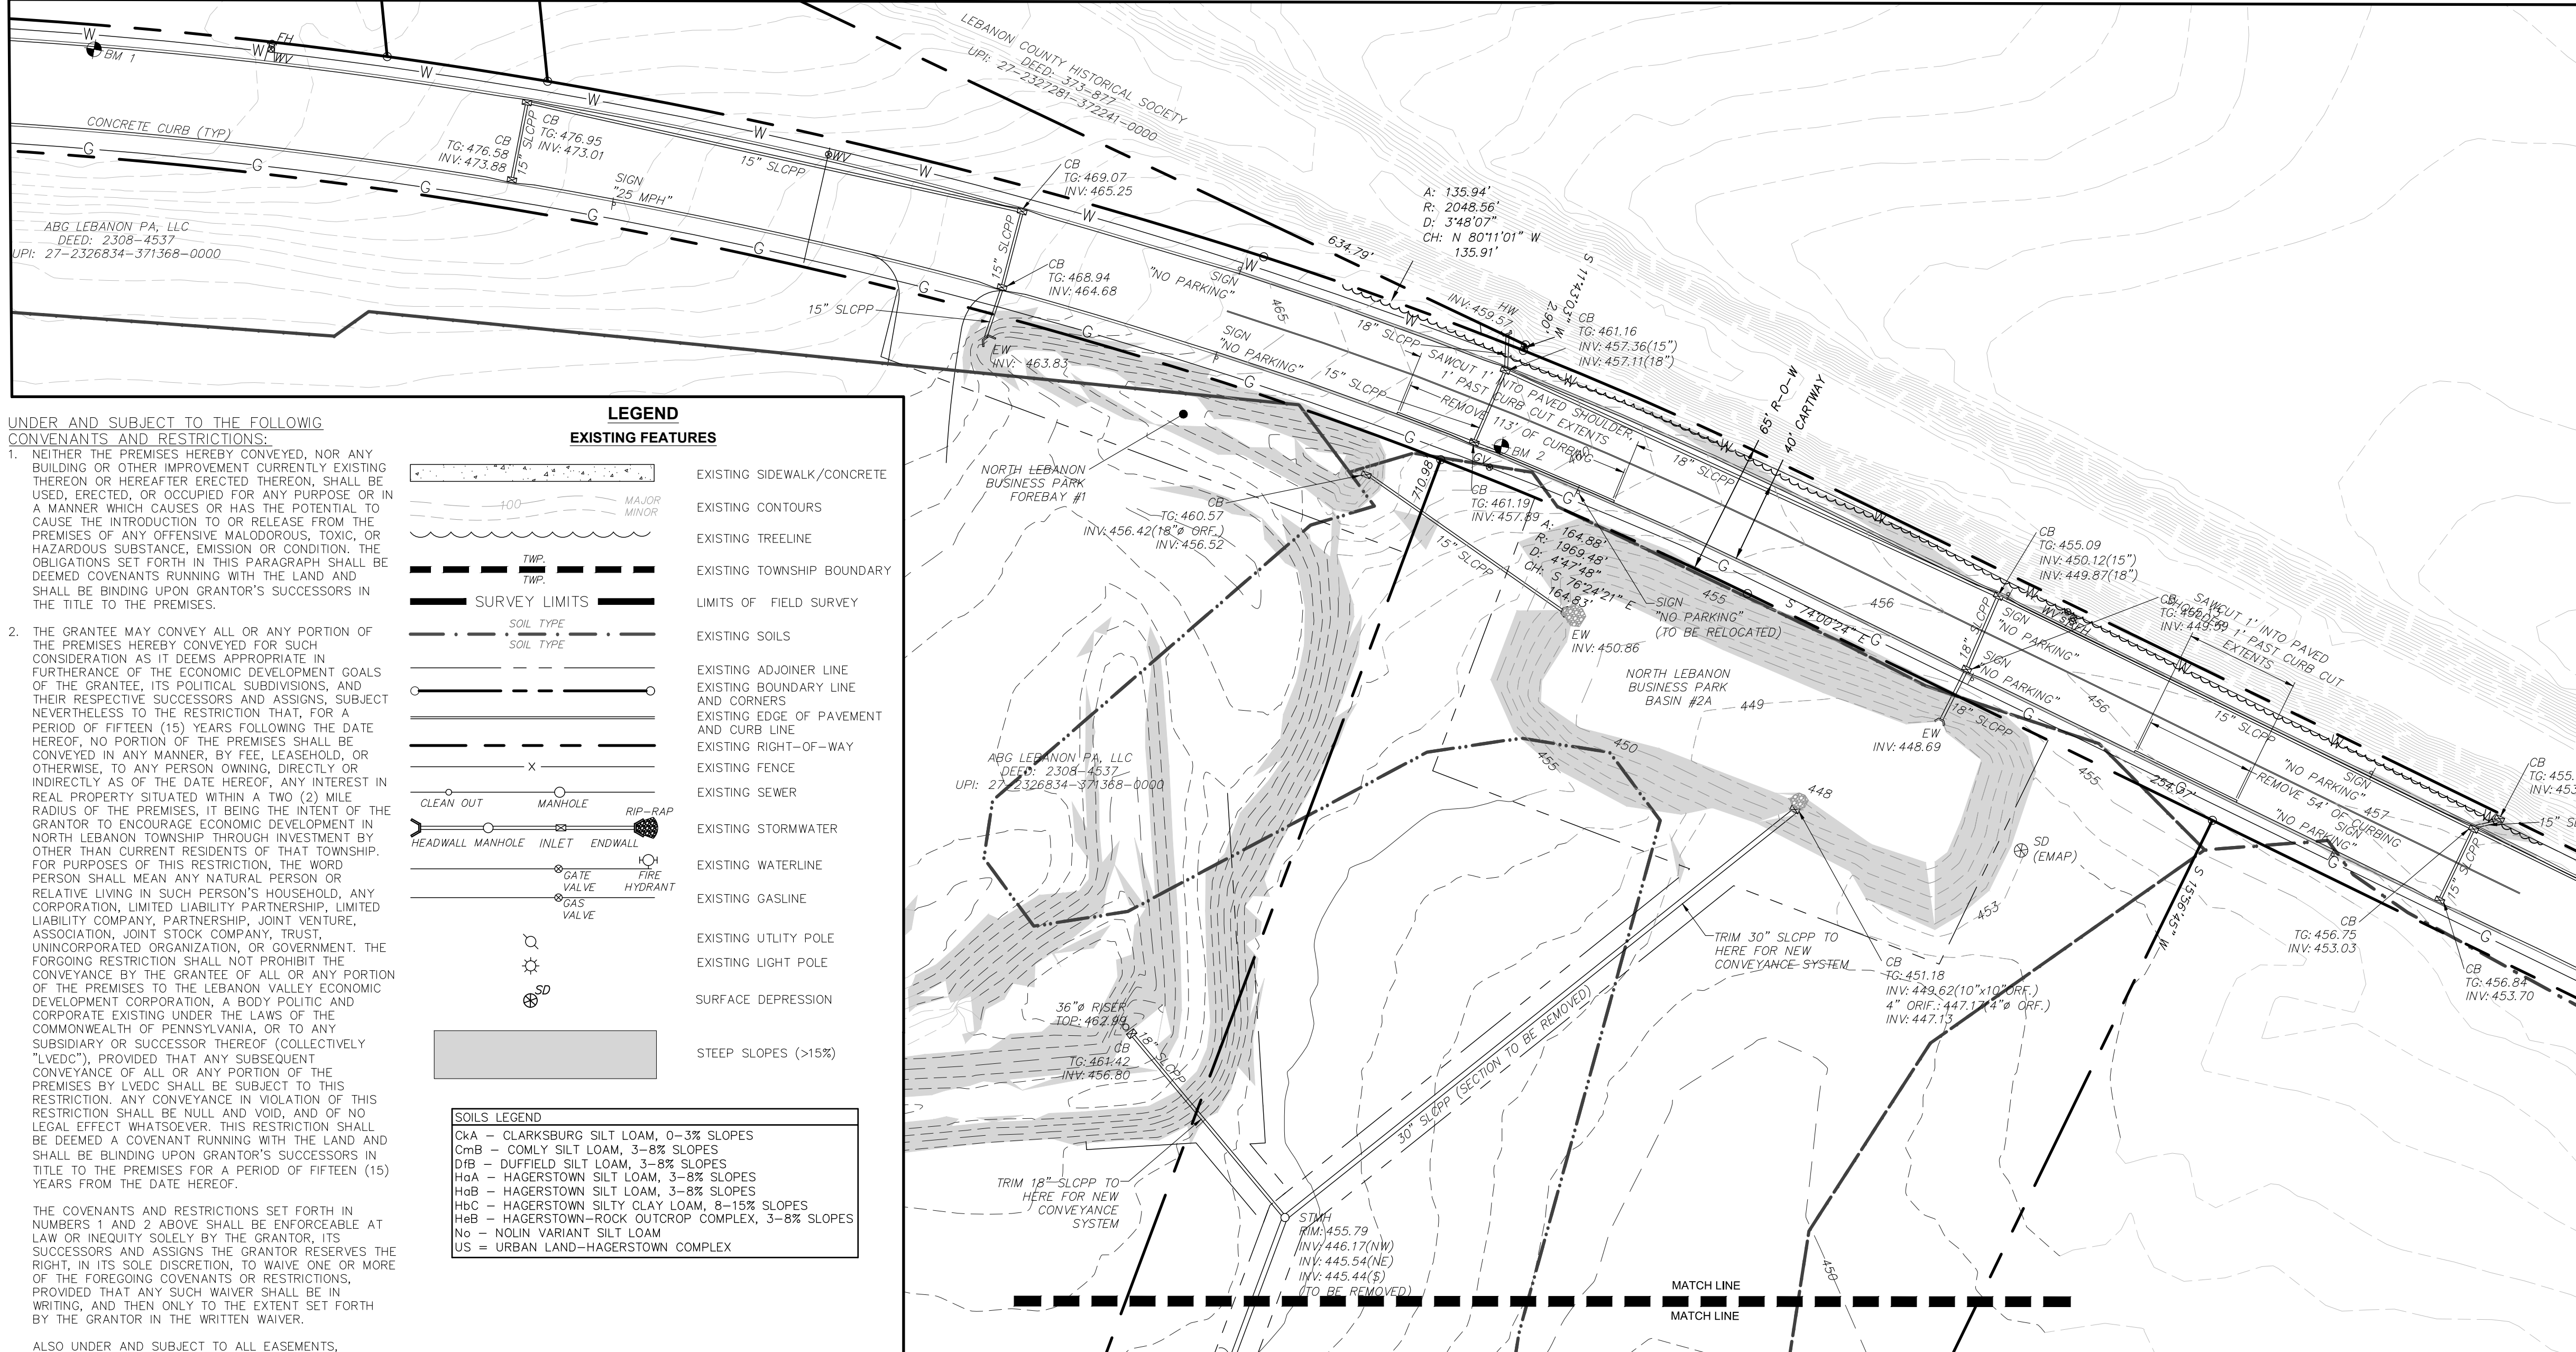 UNDER AND SUBJECT TO THE FOLLOWIG
CONVENANTS AND RESTRICTIONS:
1. NEITHER THE PREMISES HEREBY CONVEYED, NOR ANY
BUILDING OR OTHER IMPROVEMENT CURRENTLY EXISTING
THEREON OR HEREAFTER ERECTED THEREON, SHALL BE
USED, ERECTED, OR OCCUPIED FOR ANY PURPOSE OR IN
A MANNER WHICH CAUSES OR HAS THE POTENTIAL TO
CAUSE THE INTRODUCTION TO OR RELEASE FROM THE
PREMISES OF ANY OFFENSIVE MALODOROUS, TOXIC, OR
HAZARDOUS SUBSTANCE, EMISSION OR CONDITION. THE
OBLIGATIONS SET FORTH IN THIS PARAGRAPH SHALL BE
DEEMED COVENANTS RUNNING WITH THE LAND AND
SHALL BE BINDING UPON GRANTOR'S SUCCESSORS IN
THE TITLE TO THE PREMISES.
2. THE GRANTEE MAY CONVEY ALL OR ANY PORTION OF
THE PREMISES HEREBY CONVEYED FOR SUCH
CONSIDERATION AS IT DEEMS APPROPRIATE IN
FURTHERANCE OF THE ECONOMIC DEVELOPMENT GOALS
OF THE GRANTEE, ITS POLITICAL SUBDIVISIONS, AND
THEIR RESPECTIVE SUCCESSORS AND ASSIGNS, SUBJECT
NEVERTHELESS TO THE RESTRICTION THAT, FOR A
PERIOD OF FIFTEEN (15) YEARS FOLLOWING THE DATE
HEREOF, NO PORTION OF THE PREMISES SHALL BE
CONVEYED IN ANY MANNER, BY FEE, LEASEHOLD, OR
OTHERWISE, TO ANY PERSON OWNING, DIRECTLY OR
INDIRECTLY AS OF THE DATE HEREOF, ANY INTEREST IN
REAL PROPERTY SITUATED WITHIN A TWO (2) MILE
RADIUS OF THE PREMISES, IT BEING THE INTENT OF THE
GRANTOR TO ENCOURAGE ECONOMIC DEVELOPMENT IN
NORTH LEBANON TOWNSHIP THROUGH INVESTMENT BY
OTHER THAN CURRENT RESIDENTS OF THAT TOWNSHIP.
FOR PURPOSES OF THIS RESTRICTION, THE WORD
PERSON SHALL MEAN ANY NATURAL PERSON OR
RELATIVE LIVING IN SUCH PERSON'S HOUSEHOLD, ANY
CORPORATION, LIMITED LIABILITY PARTNERSHIP, LIMITED
LIABILITY COMPANY, PARTNERSHIP, JOINT VENTURE,
ASSOCIATION, JOINT STOCK COMPANY, TRUST,
UNINCORPORATED ORGANIZATION, OR GOVERNMENT. THE
FORGOING RESTRICTION SHALL NOT PROHIBIT THE
CONVEYANCE BY THE GRANTEE OF ALL OR ANY PORTION
OF THE PREMISES TO THE LEBANON VALLEY ECONOMIC
DEVELOPMENT CORPORATION, A BODY POLITIC AND
CORPORATE EXISTING UNDER THE LAWS OF THE
COMMONWEALTH OF PENNSYLVANIA, OR TO ANY
SUBSIDIARY OR SUCCESSOR THEREOF (COLLECTIVELY
"LVEDC"), PROVIDED THAT ANY SUBSEQUENT
CONVEYANCE OF ALL OR ANY PORTION OF THE
PREMISES BY LVEDC SHALL BE SUBJECT TO THIS
RESTRICTION. ANY CONVEYANCE IN VIOLATION OF THIS
RESTRICTION SHALL BE NULL AND VOID, AND OF NO
LEGAL EFFECT WHATSOEVER. THIS RESTRICTION SHALL
BE DEEMED A COVENANT RUNNING WITH THE LAND AND
SHALL BE BLINDING UPON GRANTOR'S SUCCESSORS IN
TITLE TO THE PREMISES FOR A PERIOD OF FIFTEEN (15)
YEARS FROM THE DATE HEREOF.
THE COVENANTS AND RESTRICTIONS SET FORTH IN
NUMBERS 1 AND 2 ABOVE SHALL BE ENFORCEABLE AT
LAW OR INEQUITY SOLELY BY THE GRANTOR, ITS
SUCCESSORS AND ASSIGNS THE GRANTOR RESERVES THE
RIGHT, IN ITS SOLE DISCRETION, TO WAIVE ONE OR MORE
OF THE FOREGOING COVENANTS OR RESTRICTIONS,
PROVIDED THAT ANY SUCH WAIVER SHALL BE IN
WRITING, AND THEN ONLY TO THE EXTENT SET FORTH
BY THE GRANTOR IN THE WRITTEN WAIVER.
ALSO UNDER AND SUBJECT TO ALL EASEMENTS,
LEGEND
EXISTING FEATURES
EXISTING SIDEWALK/CONCRETE
100
MAJOR
MINOR
EXISTING CONTOURS
EXISTING TREELINE
TWP.
TWP.
EXISTING TOWNSHIP BOUNDARY
SURVEY LIMITS
LIMITS OF FIELD SURVEY
SOIL TYPE
SOIL TYPE
EXISTING SOILS
EXISTING ADJOINER LINE
EXISTING BOUNDARY LINE
AND CORNERS
EXISTING EDGE OF PAVEMENT
AND CURB LINE
EXISTING RIGHT-OF-WAY
X
EXISTING FENCE
CLEAN OUT
MANHOLE
EXISTING SEWER
RIP-RAP
HEADWALL MANHOLE INLET ENDWALL
EXISTING STORMWATER
GATE
VALVE
FIRE
HYDRANT
EXISTING WATERLINE
GAS
VALVE
EXISTING GASLINE
EXISTING UTLITY POLE
EXISTING LIGHT POLE
SD
SURFACE DEPRESSION
STEEP SLOPES (>15%)
SOILS LEGEND
CkA – CLARKSBURG SILT LOAM, 0–3% SLOPES
CmB – COMLY SILT LOAM, 3–8% SLOPES
DfB – DUFFIELD SILT LOAM, 3–8% SLOPES
HaA – HAGERSTOWN SILT LOAM, 3–8% SLOPES
HaB – HAGERSTOWN SILT LOAM, 3–8% SLOPES
HbC – HAGERSTOWN SILTY CLAY LOAM, 8–15% SLOPES
HeB – HAGERSTOWN–ROCK OUTCROP COMPLEX, 3–8% SLOPES
No – NOLIN VARIANT SILT LOAM
US = URBAN LAND–HAGERSTOWN COMPLEX
BM 1
FH
WV
CONCRETE CURB (TYP)
CB
TG: 476.58
INV: 473.88
15" SLCPP
CB
TG: 476.95
INV: 473.01
SIGN
"25 MPH"
15" SLCPP
WV
ABG LEBANON PA, LLC
DEED: 2308-4537
UPI: 27-2326834-371368-0000
LEBANON COUNTY HISTORICAL SOCIETY
DEED: 373-877
UPI: 27-2327281-372241-0000
CB
TG: 469.07
INV: 465.25
15" SLCPP
CB
TG: 468.94
INV: 464.68
15" SLCPP
EW
INV: 463.83
SIGN
"NO PARKING"
465
SIGN
"NO PARKING"
634.79'
A: 135.94'
R: 2048.56'
D: 3°48'07"
CH: N 80°11'01" W
135.91'
HW
INV: 459.57
S 11°43'03" W
2.90'
CB
TG: 461.16
INV: 457.36(15")
INV: 457.11(18")
18" SLCPP
15" SLCPP
SAWCUT 1' INTO PAVED SHOULDER,
1' PAST CURB CUT EXTENTS
REMOVE 113' OF CURBING
65' R-O-W
40' CARTWAY
18" SLCPP
GV
BM 2
710.98
CB
TG: 461.19
INV: 457.89
NORTH LEBANON
BUSINESS PARK
FOREBAY #1
CB
TG: 460.57
INV: 456.42(18"ø ORF.)
INV: 456.52
15" SLCPP
A: 164.88'
R: 1969.48'
D: 4°47'48"
CH: S 76°24'21" E
164.83'
EW
INV: 450.86
SIGN
"NO PARKING"
(TO BE RELOCATED)
455
S 74°00'24" E
456
NORTH LEBANON
BUSINESS PARK
BASIN #2A
449
450
455
CB
TG: 455.09
INV: 450.12(15")
INV: 449.87(18")
18" SLCPP
SIGN
"NO PARKING"
SIGN
"NO PARKING"
SAWCUT 1' INTO PAVED
1' PAST CURB CUT
EXTENTS
18" SLCPP
EW
INV: 448.69
456
455
15" SLCPP
"NO PARKING"
SIGN
REMOVE 54' OF CURBING
457
SIGN
"NO PARKING"
448
SD
(EMAP)
453
S 15°56'45" W
15" SLCPP
CB
TG: 456.75
INV: 453.03
CB
TG: 456.84
INV: 453.70
ABG LEBANON PA, LLC
DEED: 2308-4537
UPI: 27-2326834-371368-0000
TRIM 30" SLCPP TO
HERE FOR NEW
CONVEYANCE SYSTEM
CB
TG: 451.18
INV: 449.62(10"x10"ORF.)
4" ORIF.: 447.17(4"ø ORF.)
INV: 447.13
36"ø RISER
TOP: 462.99
CB
TG: 461.42
INV: 456.80
18" SLCPP
30" SLCPP (SECTION TO BE REMOVED)
TRIM 18" SLCPP TO
HERE FOR NEW
CONVEYANCE
SYSTEM
STMH
RIM: 455.79
INV: 446.17(NW)
INV: 445.54(NE)
INV: 445.44(S)
(TO BE REMOVED)
450
MATCH LINE
MATCH LINE